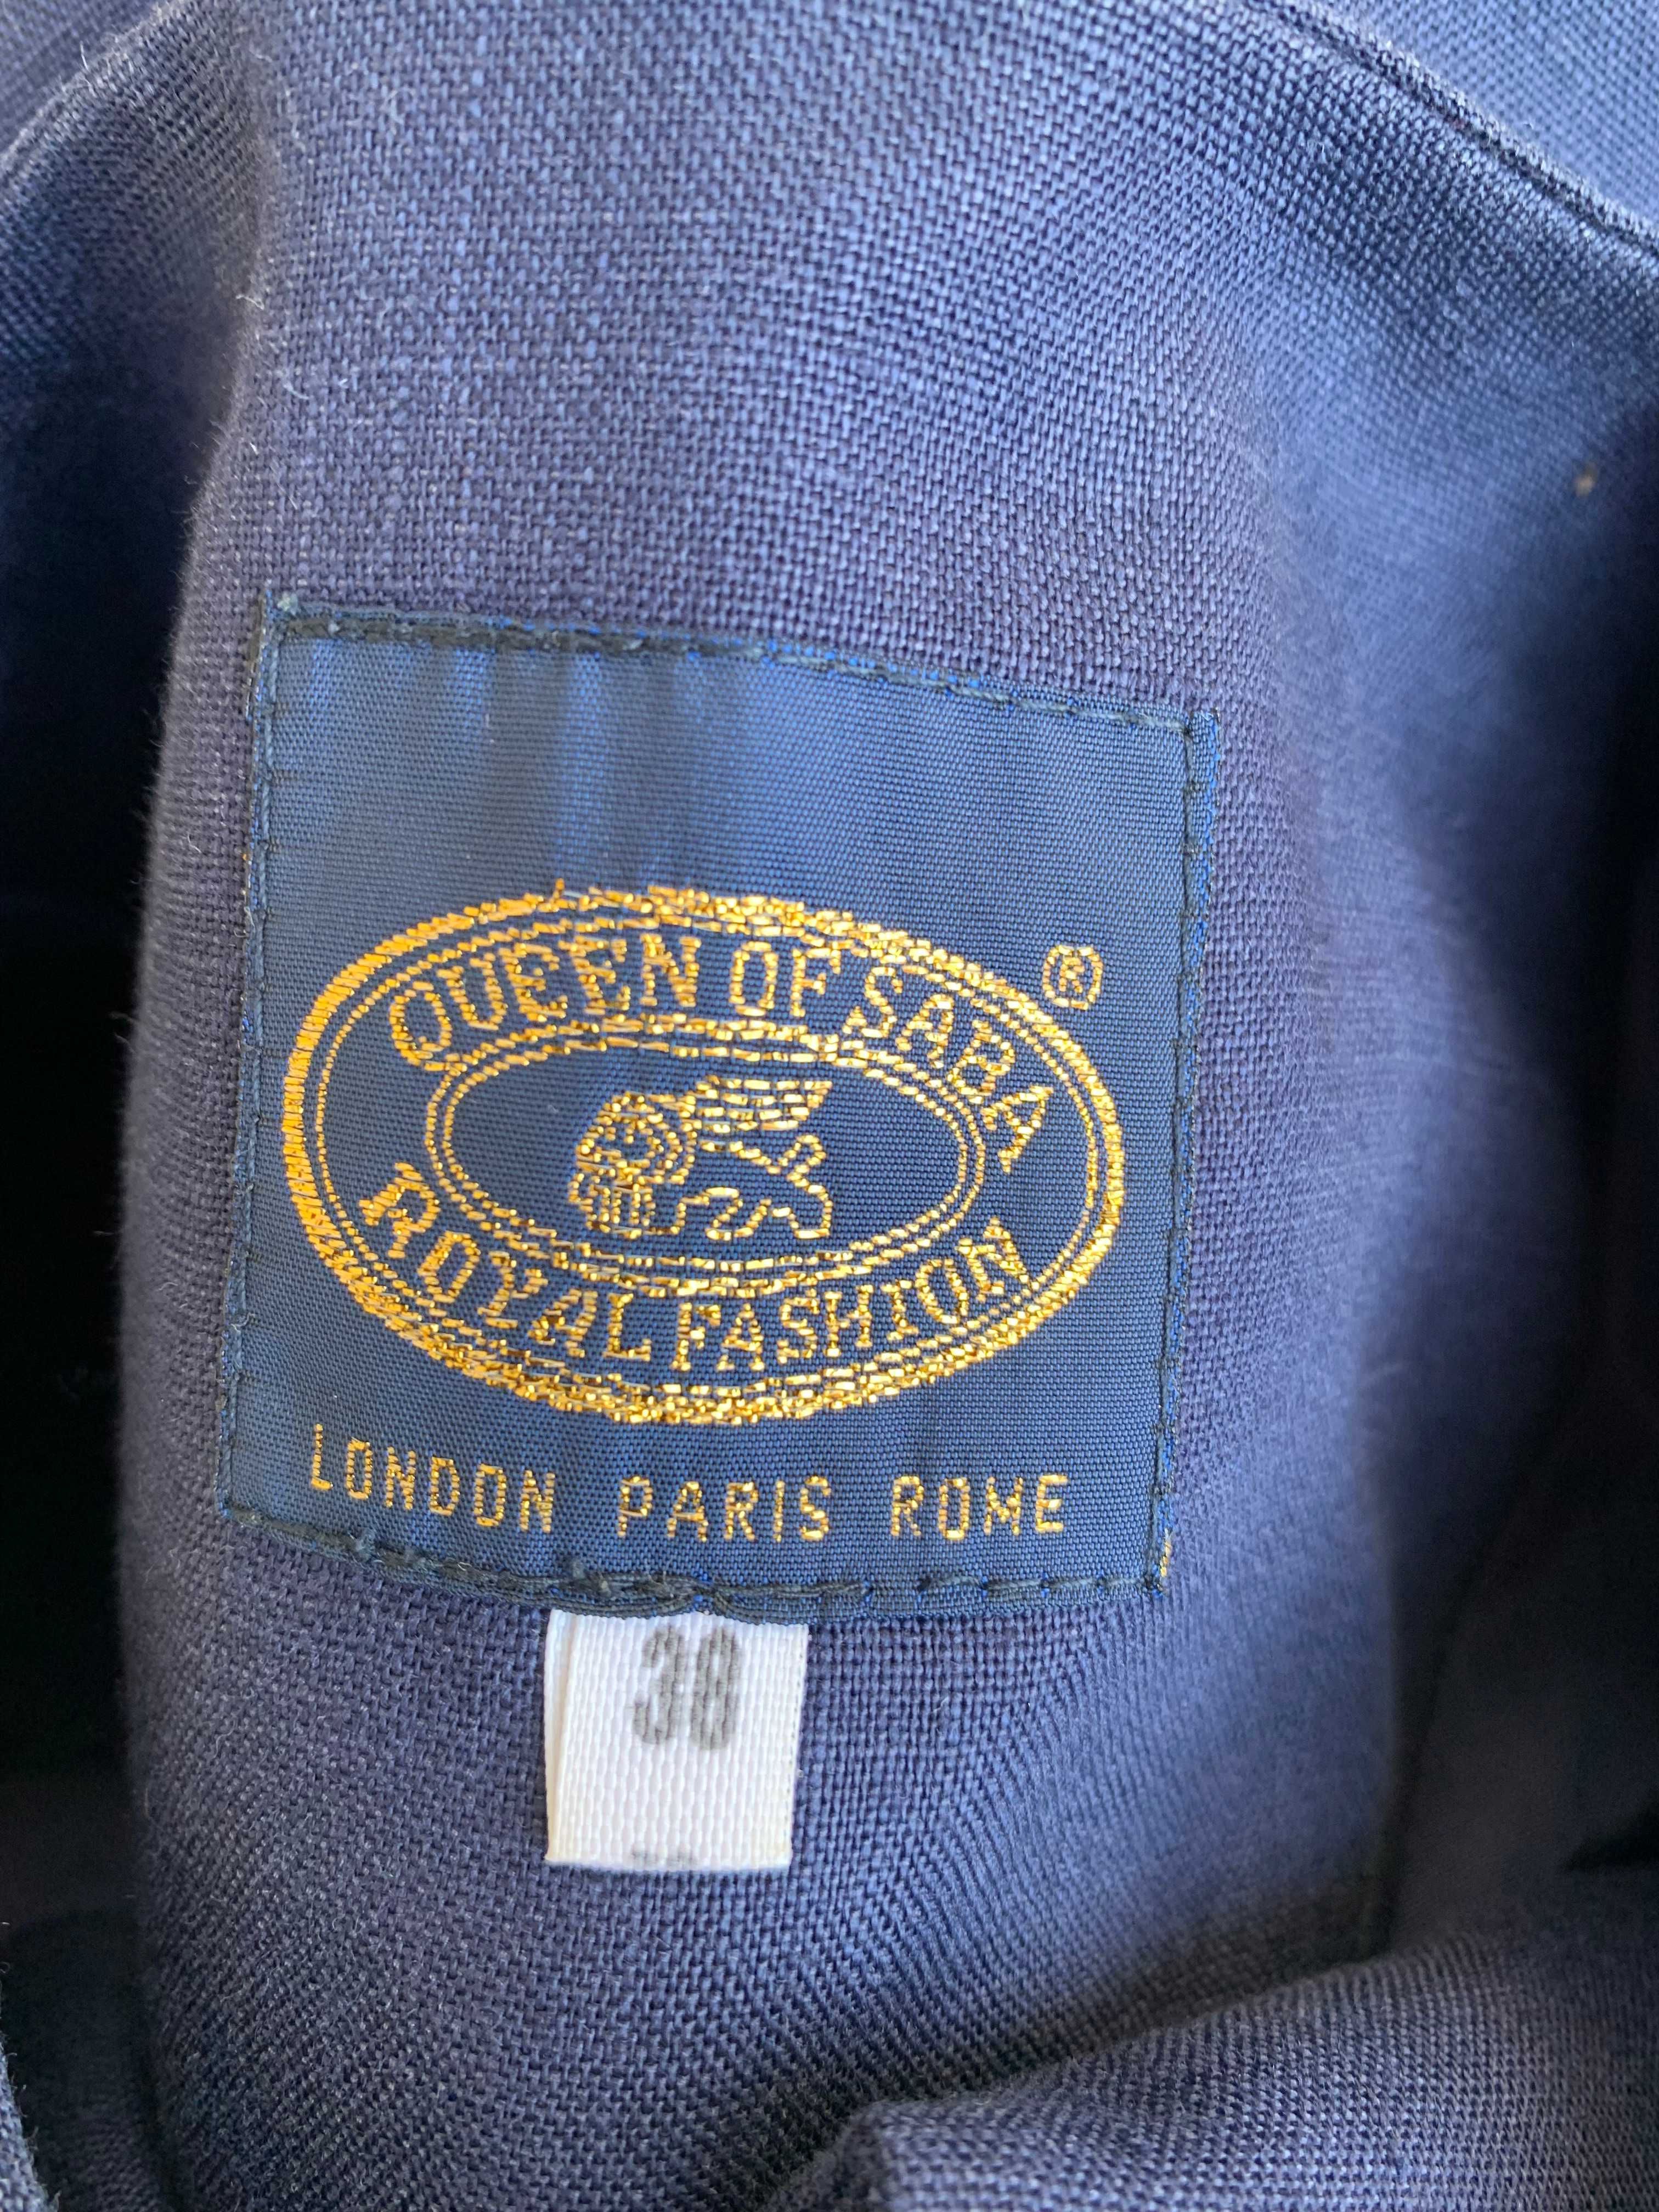 QUEEN OF SABA ®
ROYAL FASHION
LONDON PARIS ROME
38